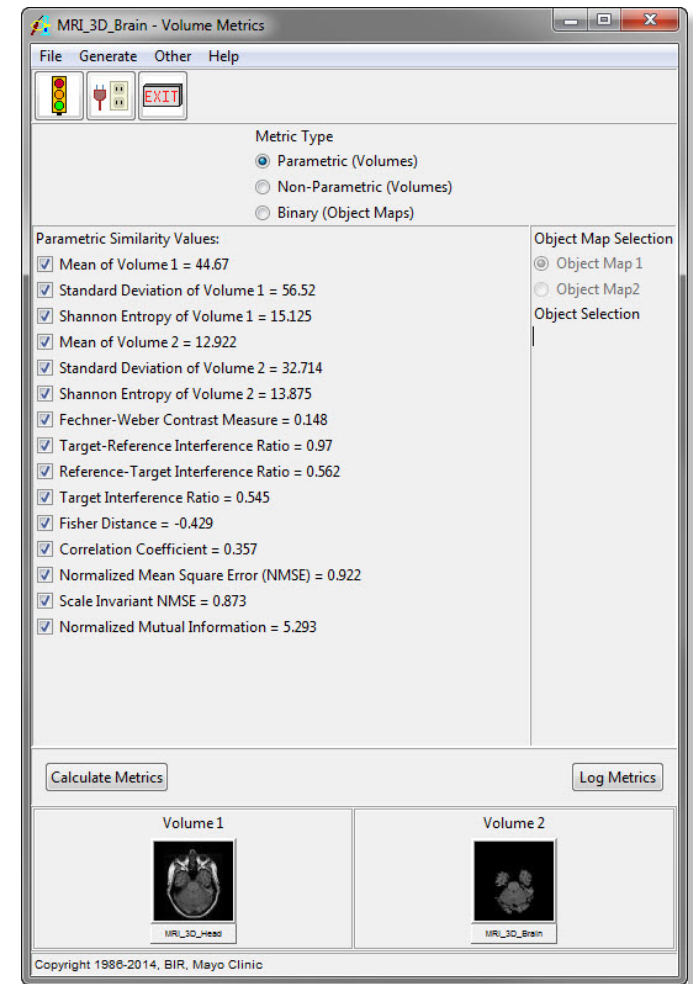 MRI_3D_Brain - Volume Metrics
File Generate Other Help
EXIT
Metric Type
Parametric (Volumes)
Non-Parametric (Volumes)
Binary (Object Maps)
Parametric Similarity Values:
Mean of Volume 1 = 44.67
Standard Deviation of Volume 1 = 56.52
Shannon Entropy of Volume 1 = 15.125
Mean of Volume 2 = 12.922
Standard Deviation of Volume 2 = 32.714
Shannon Entropy of Volume 2 = 13.875
Fechner-Weber Contrast Measure = 0.148
Target-Reference Interference Ratio = 0.97
Reference-Target Interference Ratio = 0.562
Target Interference Ratio = 0.545
Fisher Distance = -0.429
Correlation Coefficient = 0.357
Normalized Mean Square Error (NMSE) = 0.922
Scale Invariant NMSE = 0.873
Normalized Mutual Information = 5.293
Object Map Selection
Object Map 1
Object Map2
Object Selection
Calculate Metrics
Log Metrics
Volume 1
MRI_3D_Head
Volume 2
MRI_3D_Brain
Copyright 1986-2014, BIR, Mayo Clinic